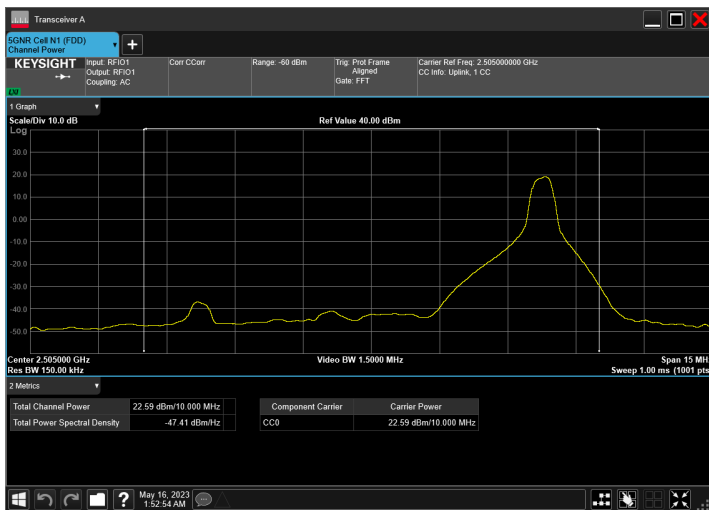 Transceiver A
5GNR Cell N1 (FDD)
Channel Power
KEYSIGHT
LXI
Input: RFIO1
Output: RFIO1
Coupling: AC
Corr CCorr
Range: -60 dBm
Trig: Prot Frame
Aligned
Gate: FFT
Carrier Ref Freq: 2.505000000 GHz
CC Info: Uplink, 1 CC
1 Graph
Scale/Div 10.0 dB
Ref Value 40.00 dBm
Log
30.0
20.0
10.0
0.00
-10.0
-20.0
-30.0
-40.0
-50.0
Center 2.505000 GHz
Video BW 1.5000 MHz
Span 15 MH
Res BW 150.00 kHz
Sweep 1.00 ms (1001 pts
2 Metrics
Total Channel Power 22.59 dBm/10.000 MHz
Total Power Spectral Density -47.41 dBm/Hz
Component Carrier Carrier Power
CC0 22.59 dBm/10.000 MHz
?
May 16, 2023
1:52:54 AM